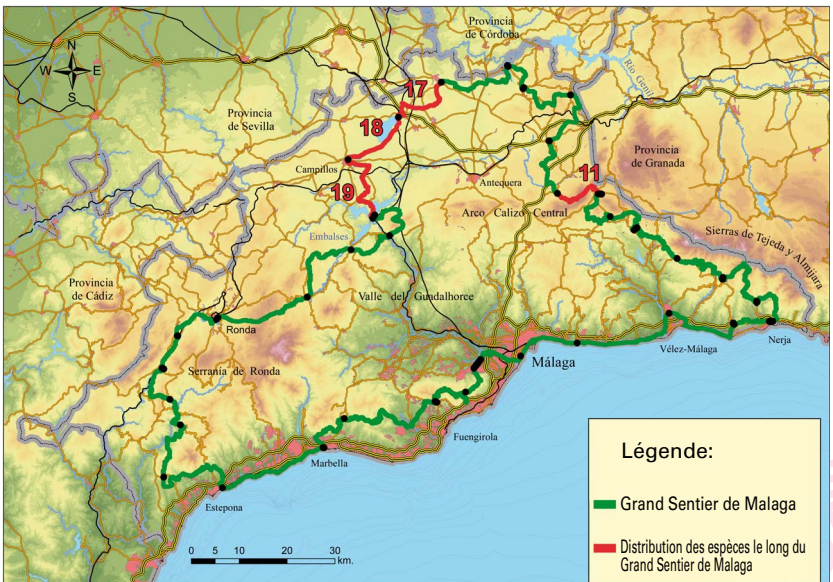 Provincia
de Córdoba
N
W E
S
Río Genil
17
Provincia
de Sevilla
18
Provincia
de Granada
Campillos
11
Antequera
19
Arco Calizo Central
Embalses
Sierras de Tejeda y Almijara
Provincia
de Cádiz
Valle del Guadalhorce
Ronda
Nerja
Vélez-Málaga
Málaga
Serranía de Ronda
Fuengirola
Marbella
Estepona
0 5 10 20 30
km.
Légende:
Grand Sentier de Malaga
Distribution des espèces le long du
Grand Sentier de Malaga